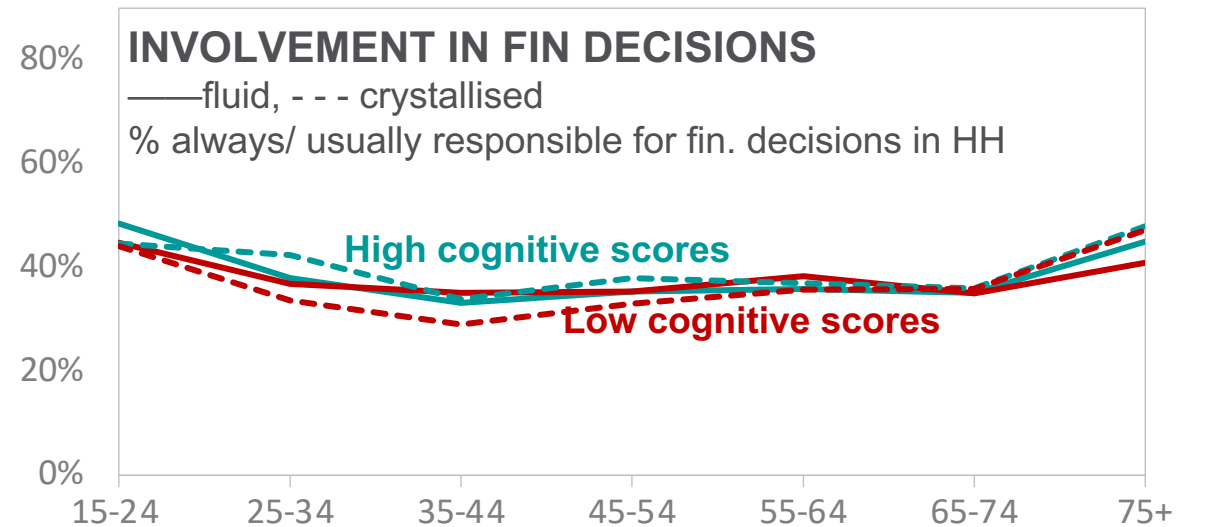 INVOLVEMENT IN FIN DECISIONS
——fluid, - - - crystallised
% always/ usually responsible for fin. decisions in HH
80%
60%
40%
20%
0%
High cognitive scores
Low cognitive scores
15-24 25-34 35-44 45-54 55-64 65-74 75+